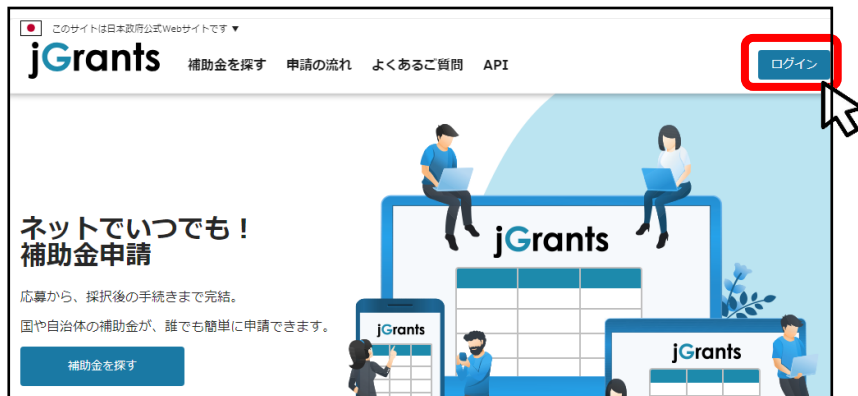 このサイトは日本政府公式Webサイトです ▼
jGrants 補助金を探す 申請の流れ よくあるご質問 API ログイン
jGrants
ネットでいつでも！
補助金申請
応募から、採択後の手続きまで完結。
国や自治体の補助金が、誰でも簡単に申請できます。
jGrants
jGrants
補助金を探す